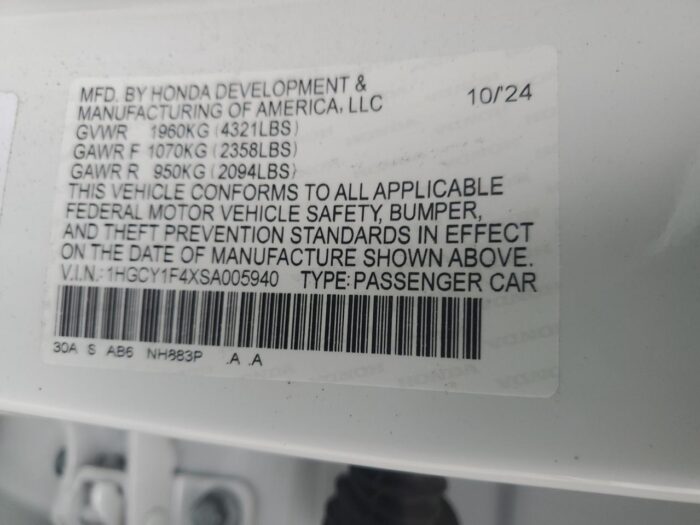 MFD. BY HONDA DEVELOPMENT &
MANUFACTURING OF AMERICA, LLC 10/'24
GVWR 1960KG (4321LBS)
GAWR F 1070KG (2358LBS)
GAWR R 950KG (2094LBS)
THIS VEHICLE CONFORMS TO ALL APPLICABLE
FEDERAL MOTOR VEHICLE SAFETY, BUMPER,
AND THEFT PREVENTION STANDARDS IN EFFECT
ON THE DATE OF MANUFACTURE SHOWN ABOVE.
V.I.N.: 1HGCY1F4XSA005940 TYPE: PASSENGER CAR
30A S AB6 NH883P .A .A
HONDA